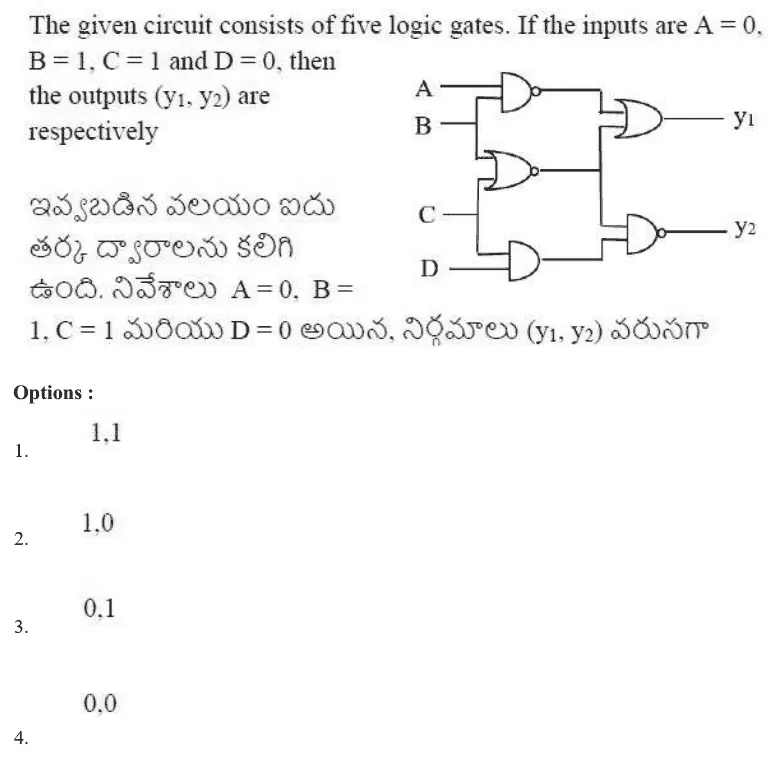 The given circuit consists of five logic gates. If the inputs are A = 0,
B = 1, C = 1 and D = 0, then
the outputs (y1, y2) are
respectively
A
B
C
D
y1
y2
ఇవ్వబడిన వలయం ఐదు
తర్క ద్వారాలను కలిగి
ఉంది. నివేశాలు A = 0, B =
1, C = 1 మరియు D = 0 అయిన, నిర్గమాలు (y1, y2) వరుసగా
Options :
1. 1,1
2. 1,0
3. 0,1
4. 0,0